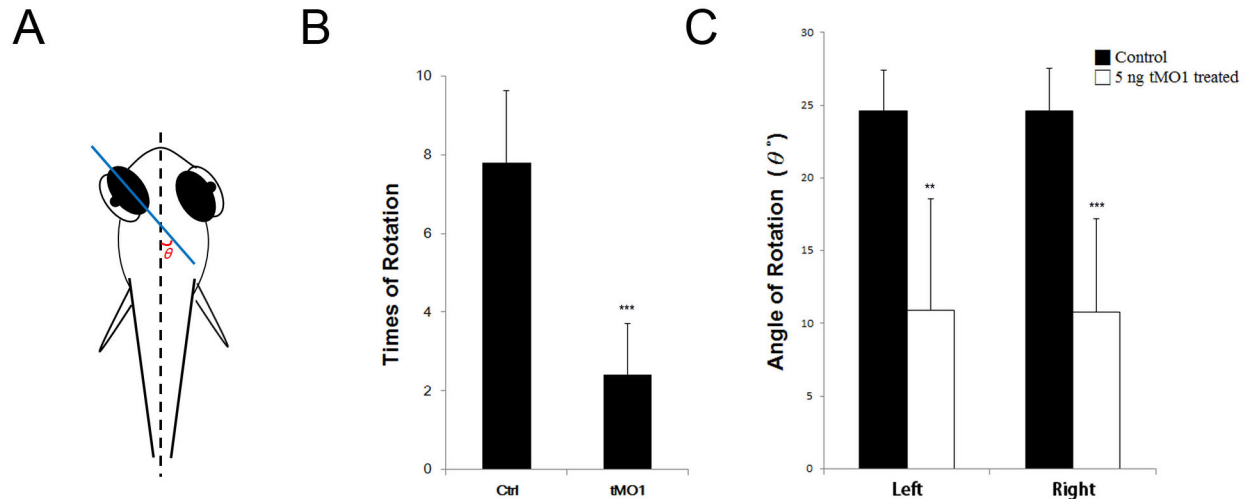 A
θ
B
Times of Rotation
10
8
6
4
2
0
***
Ctrl
tMO1
C
Angle of Rotation (θ°)
30
25
20
15
10
5
0
**
***
Left
Right
Control
5 ng tMO1 treated